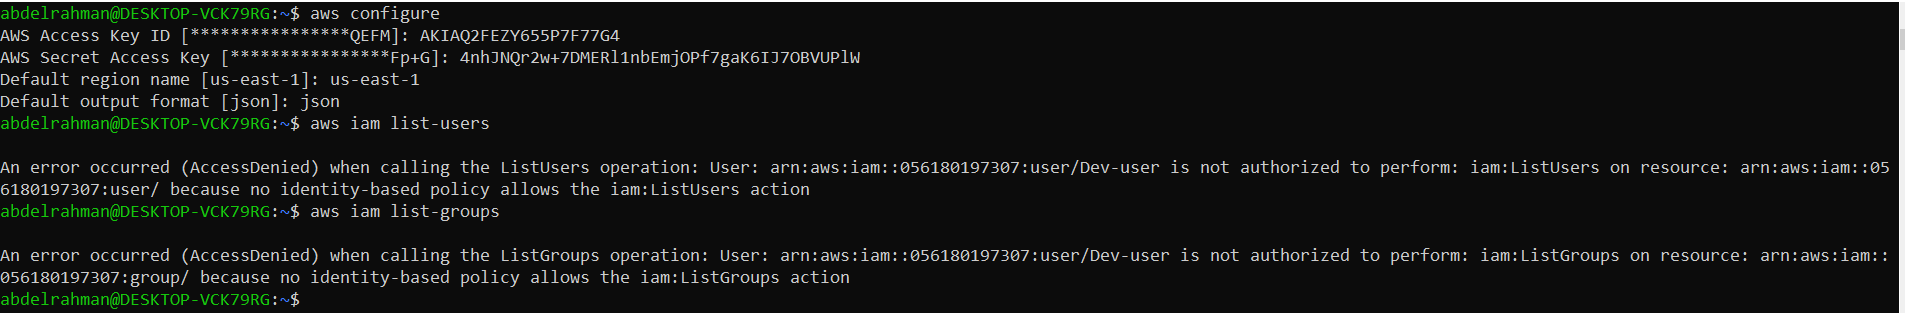 abdelrahman@DESKTOP-VCK79RG:~$ aws configure
AWS Access Key ID [****************QEFM]: AKIAQ2FEZY655P7F77G4
AWS Secret Access Key [****************Fp+G]: 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
Default region name [us-east-1]: us-east-1
Default output format [json]: json
abdelrahman@DESKTOP-VCK79RG:~$ aws iam list-users
An error occurred (AccessDenied) when calling the ListUsers operation: User: arn:aws:iam::056180197307:user/Dev-user is not authorized to perform: iam:ListUsers on resource: arn:aws:iam::05
6180197307:user/ because no identity-based policy allows the iam:ListUsers action
abdelrahman@DESKTOP-VCK79RG:~$ aws iam list-groups
An error occurred (AccessDenied) when calling the ListGroups operation: User: arn:aws:iam::056180197307:user/Dev-user is not authorized to perform: iam:ListGroups on resource: arn:aws:iam::
056180197307:group/ because no identity-based policy allows the iam:ListGroups action
abdelrahman@DESKTOP-VCK79RG:~$